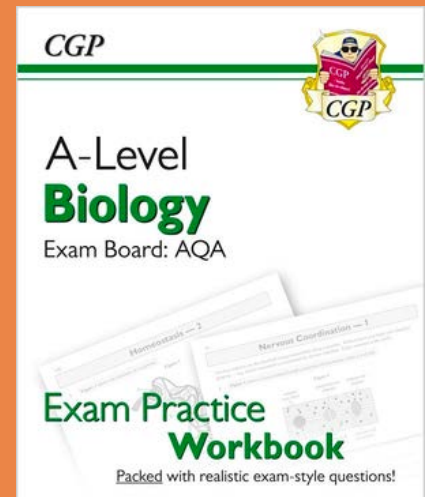 CGP
CGP
CGP
A-Level
Biology
Exam Board: AQA
Homeostasis — 2
Nervous Coordination — 1
Exam Practice
Workbook
Packed with realistic exam-style questions!